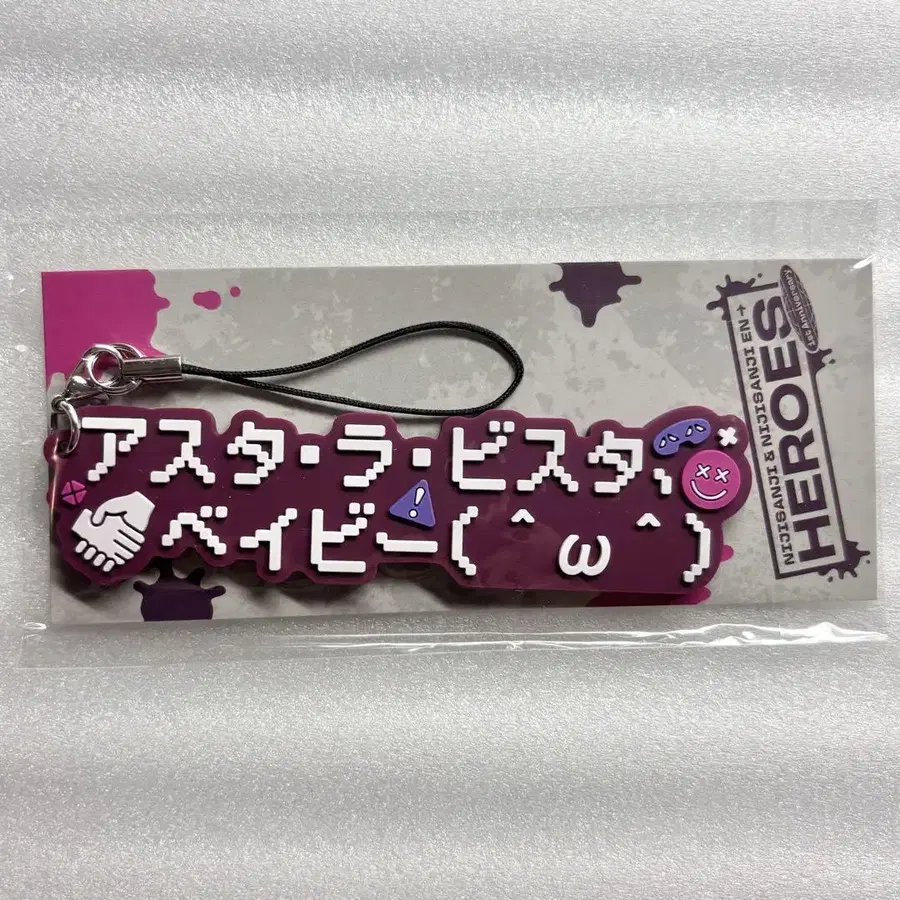 アスタ・ラ・ビスタ、
ベイビー( ^ ω ^ )
NIJISANJI & NIJISANJI EN→
HEROES
1st Anniversary